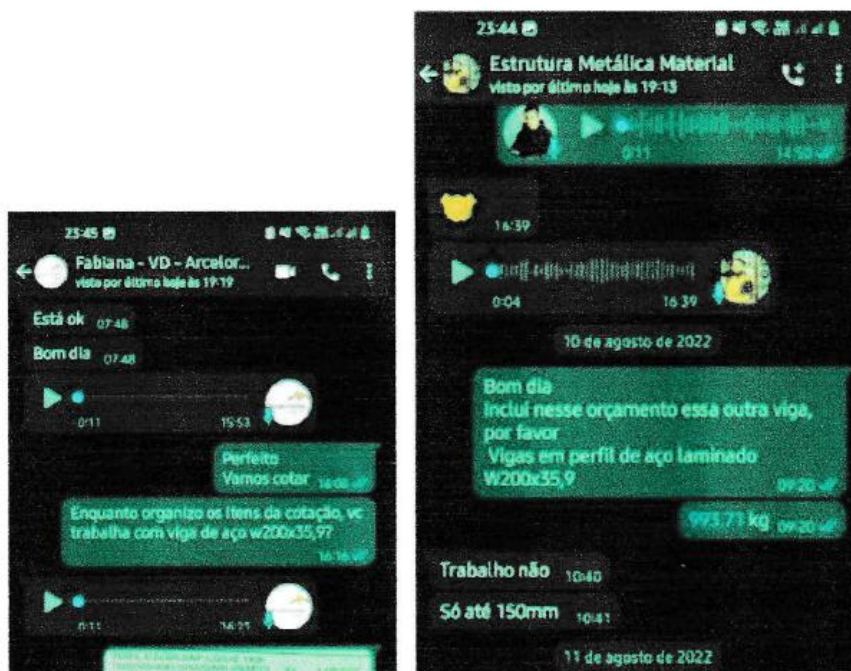 23:45
Fabiana - VD - Arcelor...
visto por último hoje às 19:19
Está ok 07:48
Bom dia 07:48
0:11 15:53
Perfeito
Vamos cotar
Enquanto organizo os itens da cotação, vc
trabalha com viga de aço w200x35,9?
16:16
0:11 16:21
23:44
Estrutura Metálica Material
visto por último hoje às 19:13
0:11 14:50
16:39
0:04 16:39
10 de agosto de 2022
Bom dia
Inclui nesse orçamento essa outra viga,
por favor
Vigas em perfil de aço laminado
W200x35,9
09:20
993.71 kg 09:20
Trabalho não 10:40
Só até 150mm 10:41
11 de agosto de 2022